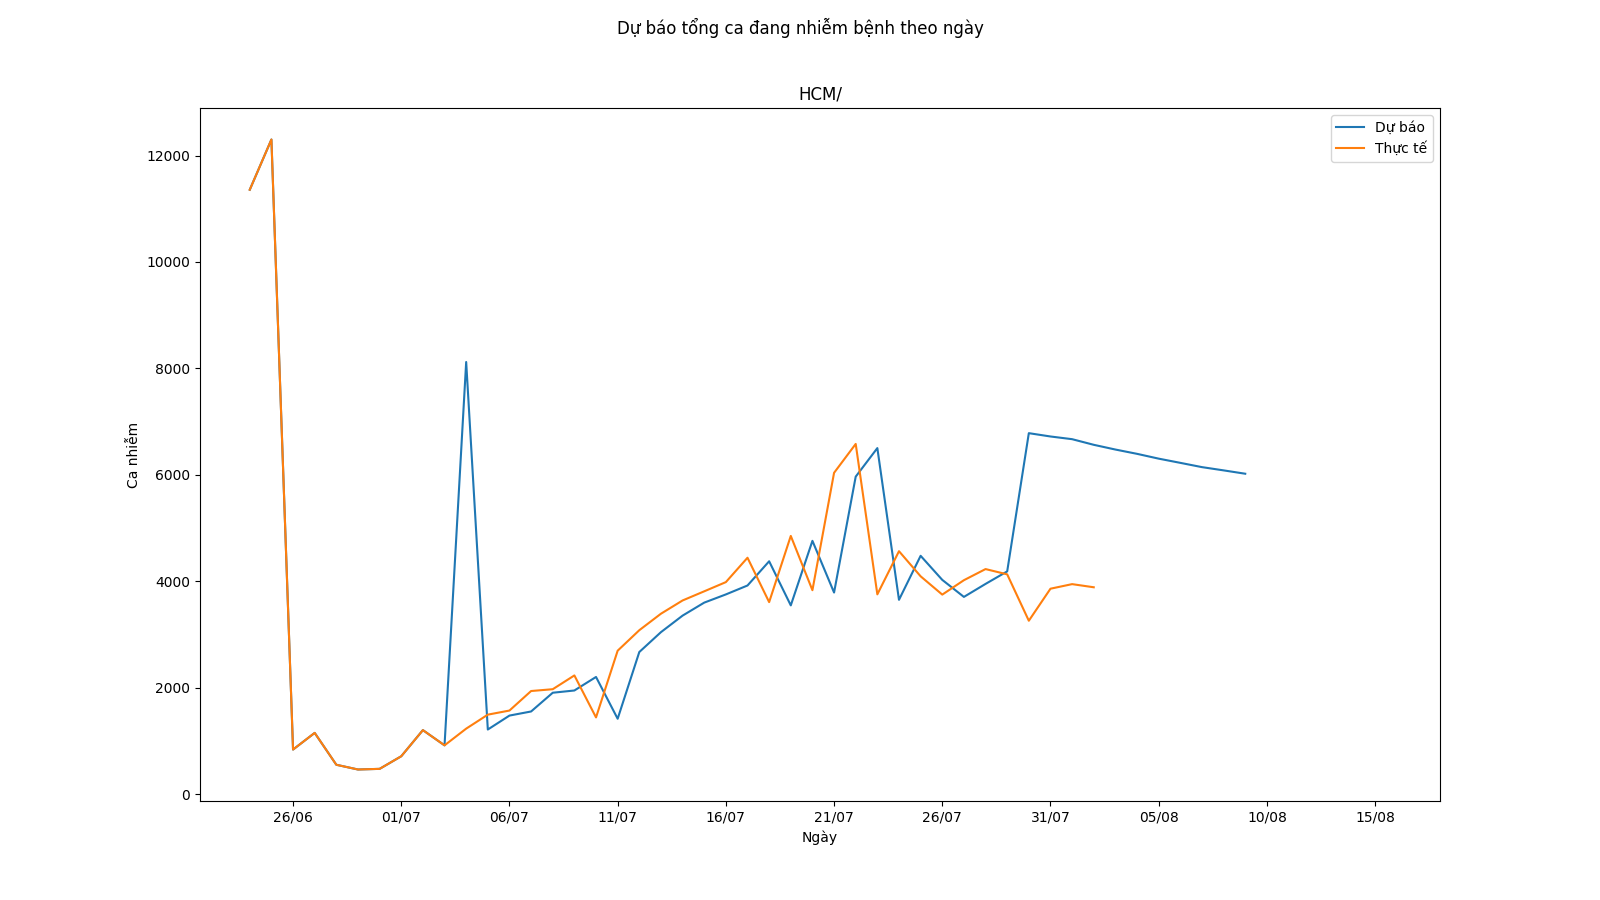 Dự báo tổng ca đang nhiễm bệnh theo ngày
HCM/
Dự báo
Thực tế
12000
10000
8000
6000
4000
2000
0
Ca nhiễm
26/06 01/07 06/07 11/07 16/07 21/07 26/07 31/07 05/08 10/08 15/08
Ngày